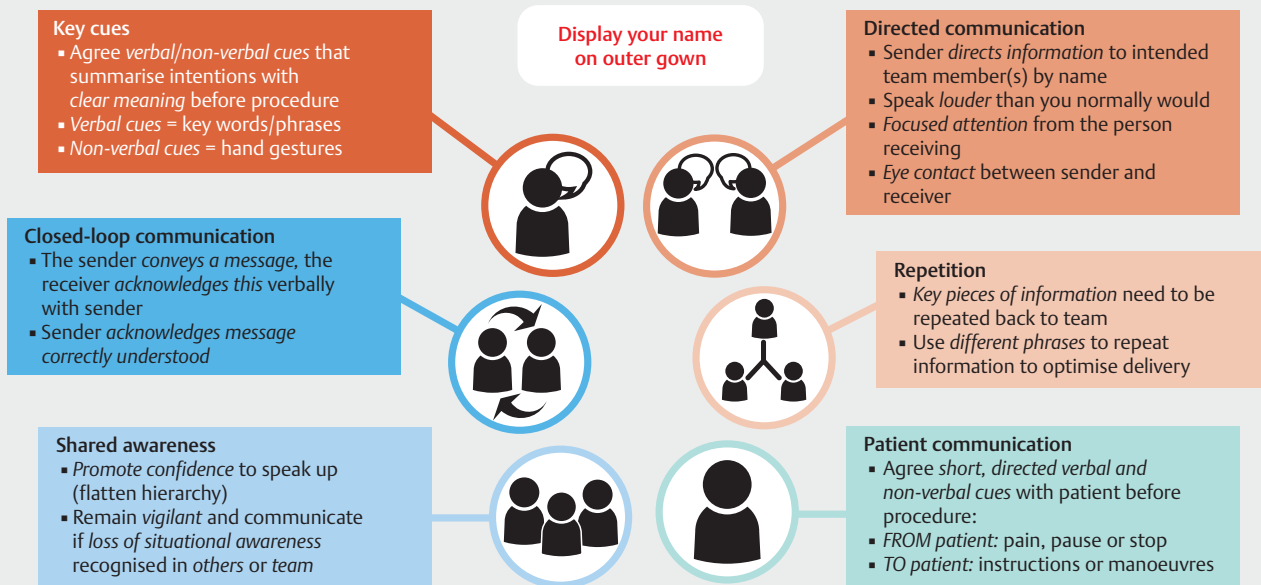 Key cues
▪ Agree verbal/non-verbal cues that
summarise intentions with
clear meaning before procedure
▪ Verbal cues = key words/phrases
▪ Non-verbal cues = hand gestures
Display your name
on outer gown
Directed communication
▪ Sender directs information to intended
team member(s) by name
▪ Speak louder than you normally would
▪ Focused attention from the person
receiving
▪ Eye contact between sender and
receiver
Closed-loop communication
▪ The sender conveys a message, the
receiver acknowledges this verbally
with sender
▪ Sender acknowledges message
correctly understood
Repetition
▪ Key pieces of information need to be
repeated back to team
▪ Use different phrases to repeat
information to optimise delivery
Shared awareness
▪ Promote confidence to speak up
(flatten hierarchy)
▪ Remain vigilant and communicate
if loss of situational awareness
recognised in others or team
Patient communication
▪ Agree short, directed verbal and
non-verbal cues with patient before
procedure:
▪ FROM patient: pain, pause or stop
▪ TO patient: instructions or manoeuvres